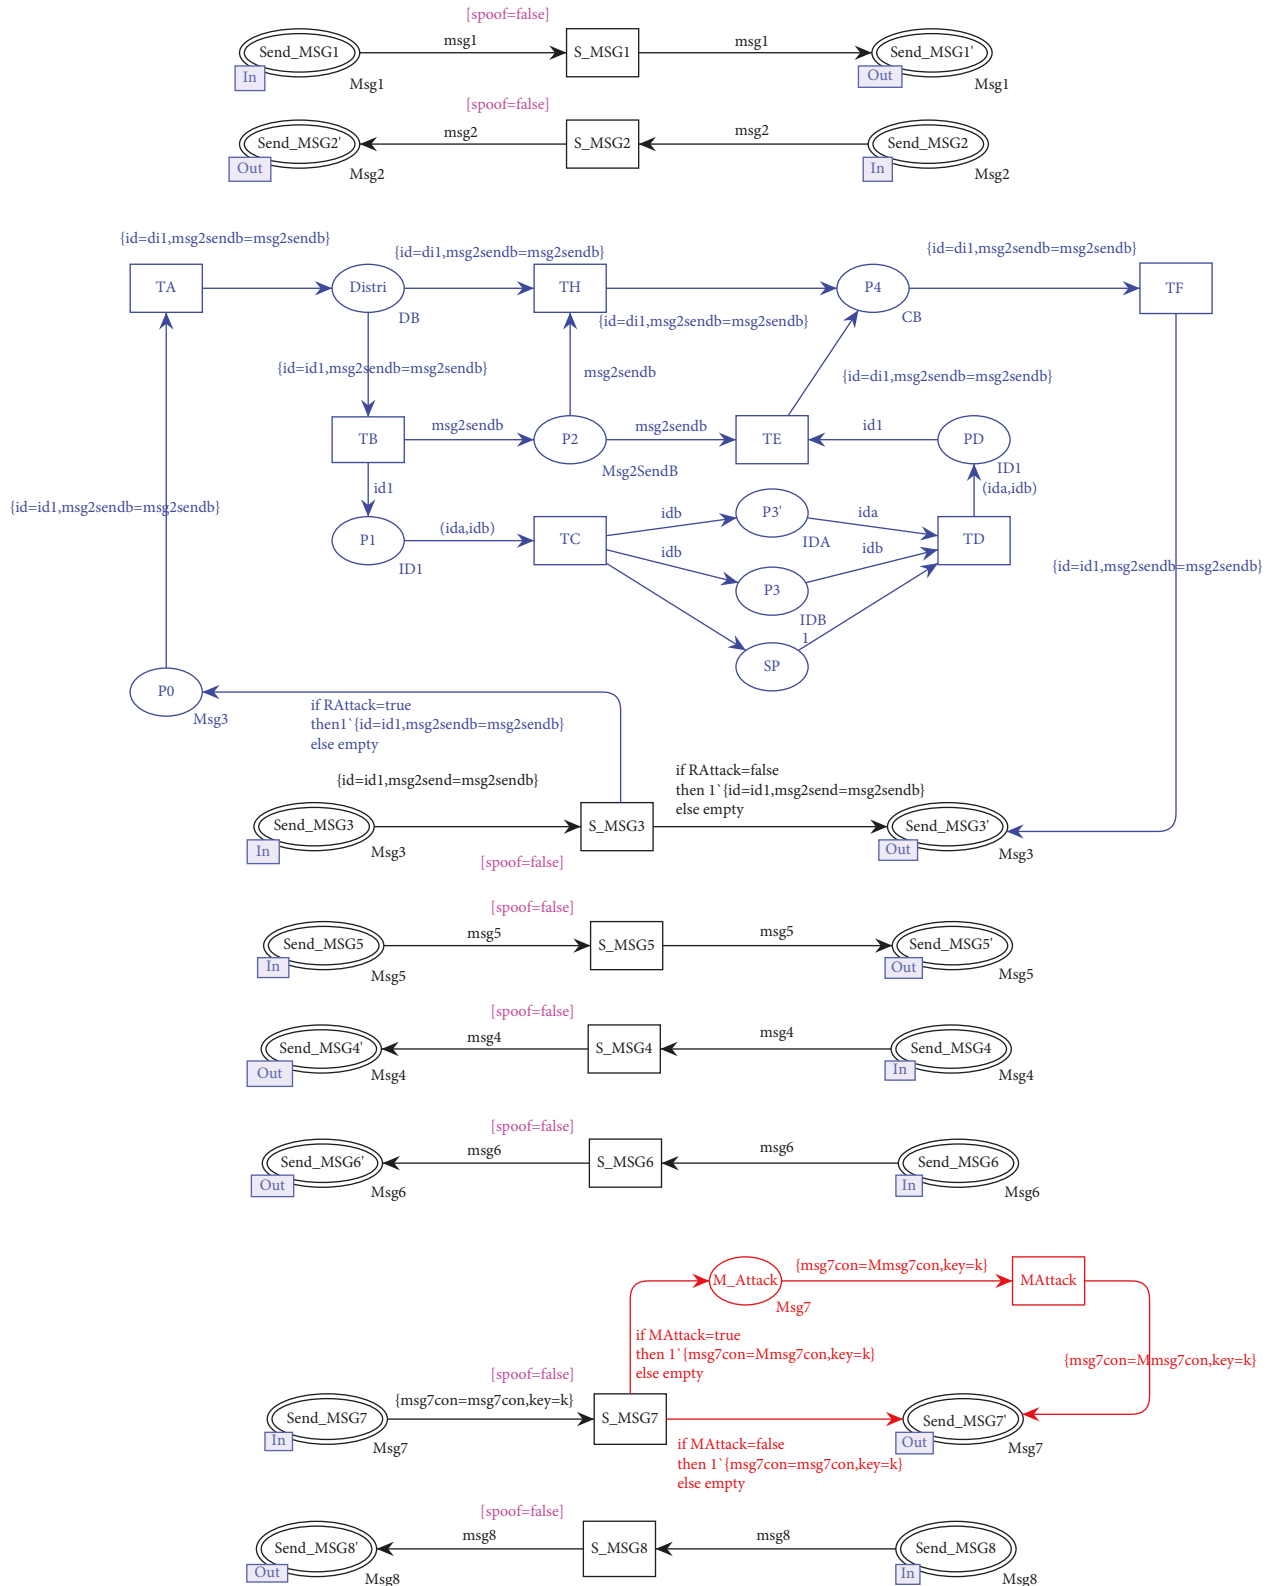 [spoof=false]
Send_MSG1
msg1
S_MSG1
msg1
Send_MSG1'
In
Msg1
Out
Msg1
[spoof=false]
Send_MSG2'
msg2
S_MSG2
msg2
Send_MSG2
Out
Msg2
In
Msg2
{id=di1,msg2sendb=msg2sendb}
{id=di1,msg2sendb=msg2sendb}
{id=di1,msg2sendb=msg2sendb}
TA
Distri
TH
P4
TF
DB
{id=di1,msg2sendb=msg2sendb}
CB
{id=id1,msg2sendb=msg2sendb}
msg2sendb
{id=di1,msg2sendb=msg2sendb}
TB
msg2sendb
P2
msg2sendb
TE
id1
PD
Msg2SendB
ID1
id1
(ida,idb)
{id=id1,msg2sendb=msg2sendb}
P1
(ida,idb)
TC
idb
P3'
ida
TD
ID1
IDA
idb
idb
{id=id1,msg2sendb=msg2sendb}
P3
IDB
1
SP
P0
Msg3
if RAttack=true
then1`{id=id1,msg2sendb=msg2sendb}
else empty
{id=id1,msg2send=msg2sendb}
if RAttack=false
then 1`{id=id1,msg2send=msg2sendb}
else empty
Send_MSG3
S_MSG3
Send_MSG3'
In
Msg3
Out
Msg3
[spoof=false]
[spoof=false]
Send_MSG5
msg5
S_MSG5
msg5
Send_MSG5'
In
Msg5
Out
Msg5
[spoof=false]
Send_MSG4'
msg4
S_MSG4
msg4
Send_MSG4
Out
Msg4
In
Msg4
[spoof=false]
Send_MSG6'
msg6
S_MSG6
msg6
Send_MSG6
Out
Msg6
In
Msg6
M_Attack
{msg7con=Mmsg7con,key=k}
MAttack
Msg7
if MAttack=true
then 1`{msg7con=Mmsg7con,key=k}
else empty
{msg7con=Mmsg7con,key=k}
[spoof=false]
{msg7con=msg7con,key=k}
Send_MSG7
S_MSG7
Send_MSG7'
In
Msg7
Out
Msg7
if MAttack=false
then 1`{msg7con=msg7con,key=k}
else empty
[spoof=false]
Send_MSG8'
msg8
S_MSG8
msg8
Send_MSG8
Out
Msg8
In
Msg8